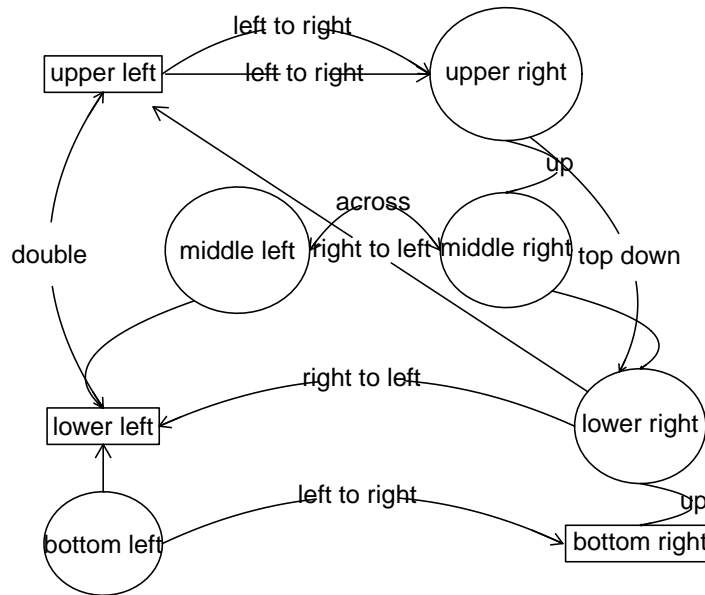 left to right
upper left
left to right
upper right
up
across
middle left
right to left
middle right
top down
double
right to left
lower left
lower right
left to right
up
bottom left
bottom right